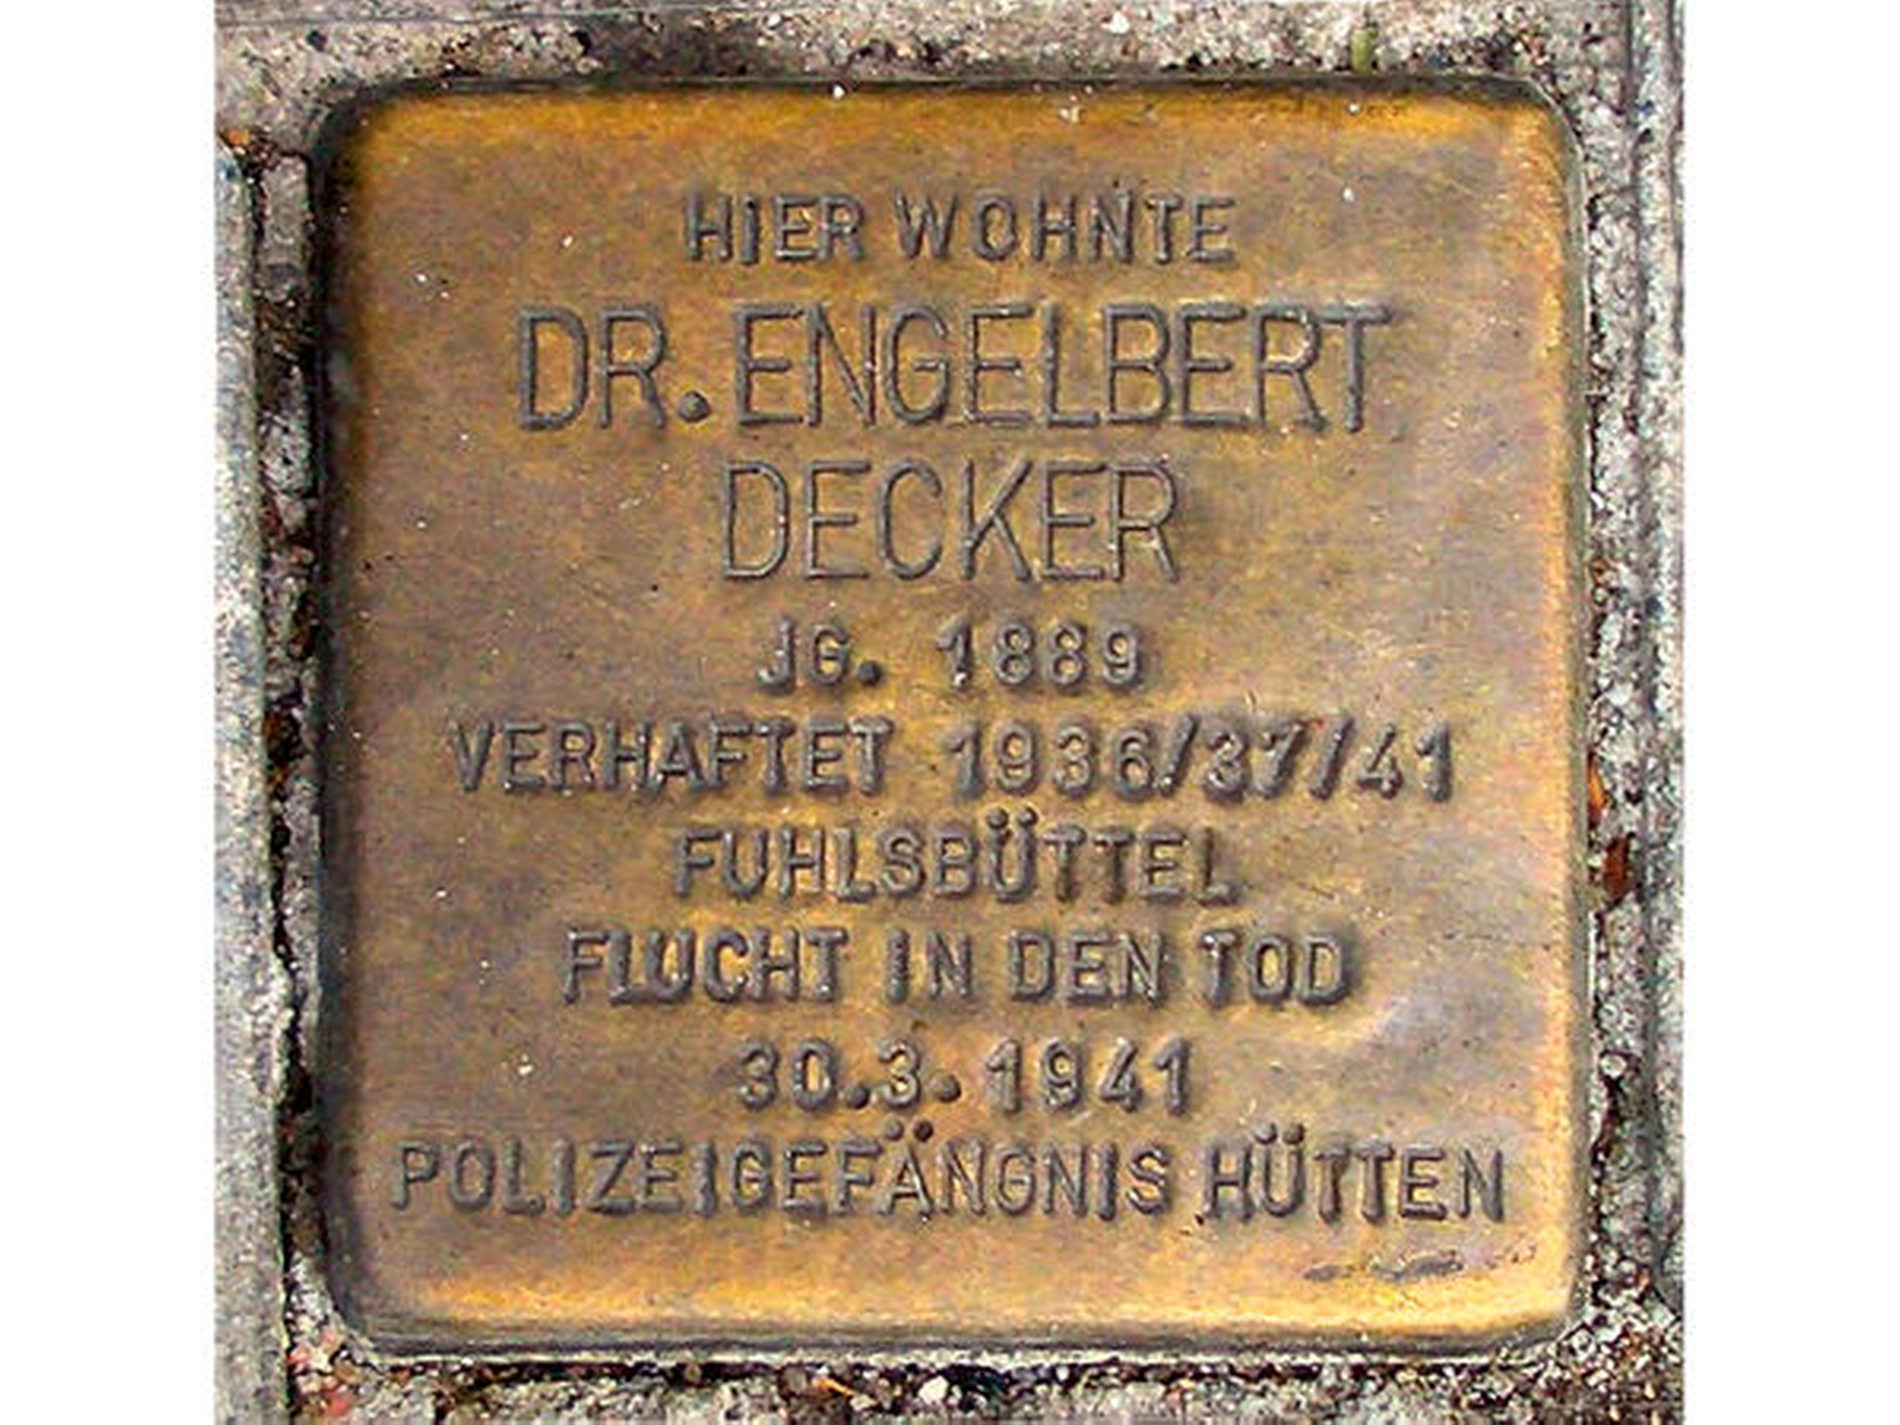 HIER WOHNTE
DR. ENGELBERT
DECKER
JG. 1889
VERHAFTET 1936/37/41
FUHLSBÜTTEL
FLUCHT IN DEN TOD
30.3.1941
POLIZEIGEFÄNGNIS HÜTTEN